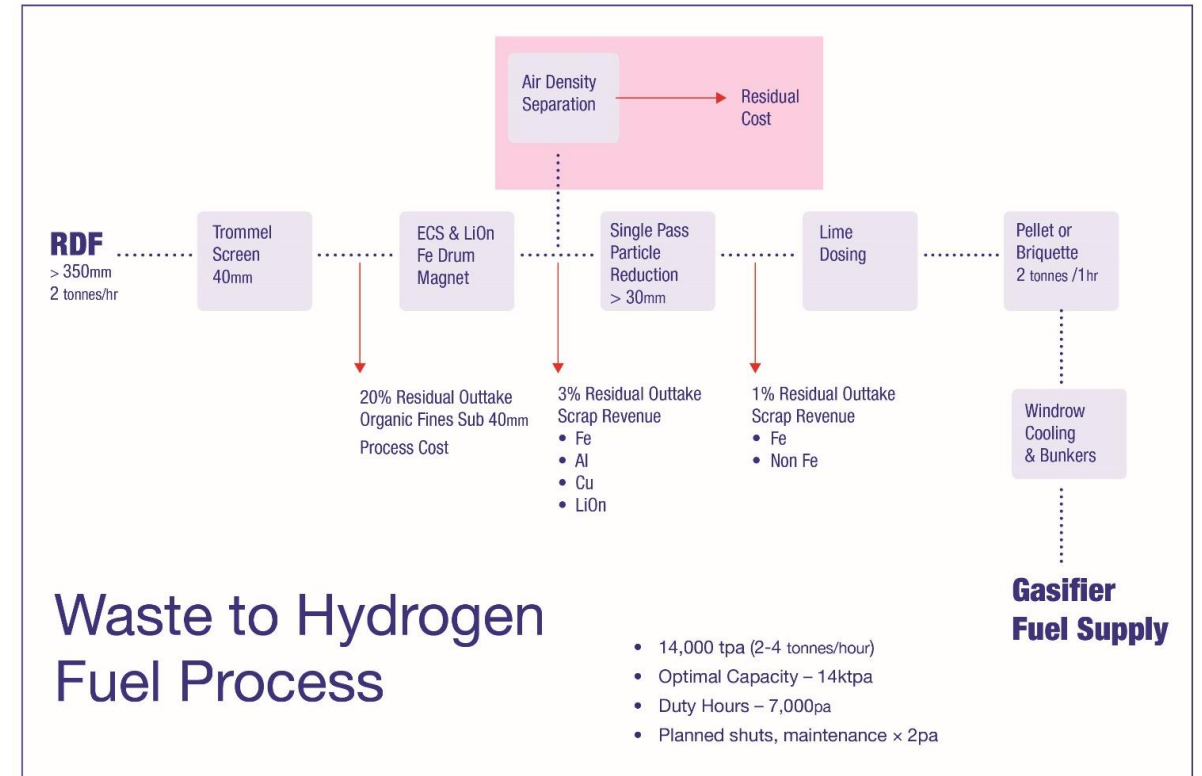 Air Density
Separation
Residual
Cost
RDF
> 350mm
2 tonnes/hr
Trommel
Screen
40mm
ECS & LiOn
Fe Drum
Magnet
Single Pass
Particle
Reduction
> 30mm
Lime
Dosing
Pellet or
Briquette
2 tonnes /1hr
20% Residual Outtake
Organic Fines Sub 40mm
Process Cost
3% Residual Outtake
Scrap Revenue
• Fe
• Al
• Cu
• LiOn
1% Residual Outtake
Scrap Revenue
• Fe
• Non Fe
Windrow
Cooling
& Bunkers
Gasifier
Fuel Supply
Waste to Hydrogen
Fuel Process
• 14,000 tpa (2-4 tonnes/hour)
• Optimal Capacity – 14ktpa
• Duty Hours – 7,000pa
• Planned shuts, maintenance × 2pa